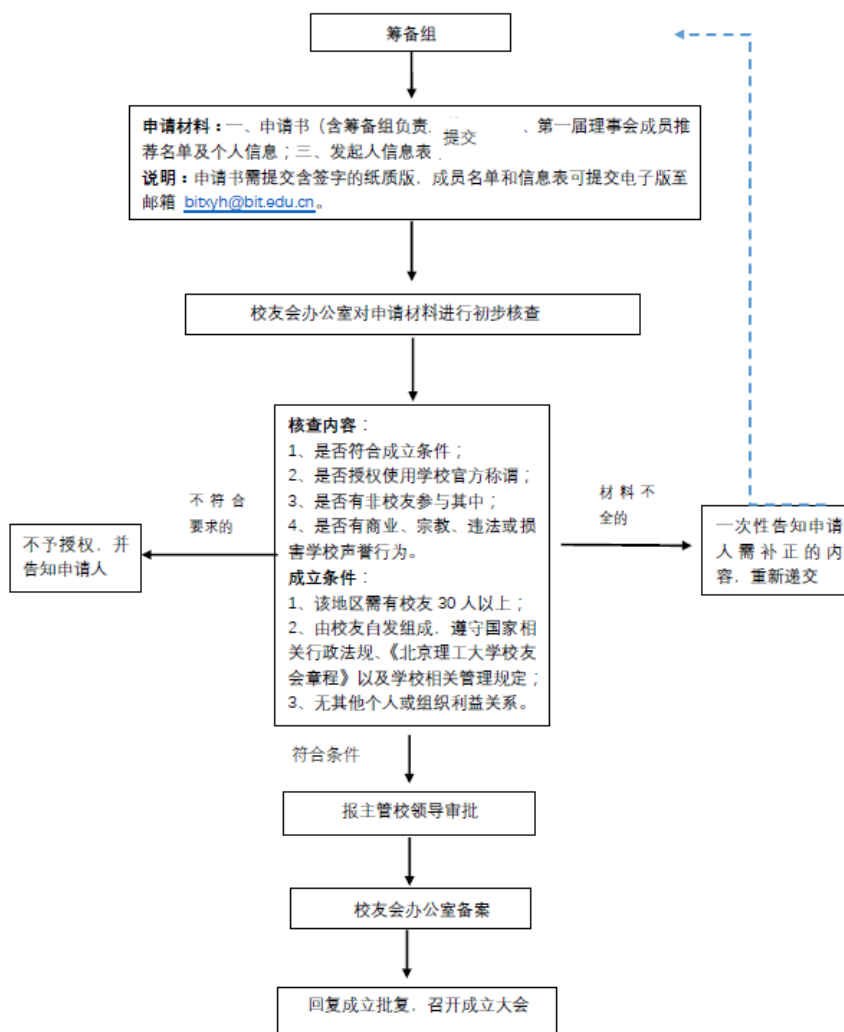 筹备组
申请材料：一、申请书（含筹备组负责
提交
、第一届理事会成员推
荐名单及个人信息；三、发起人信息表
说明：申请书需提交含签字的纸质版，成员名单和信息表可提交电子版至
邮箱 bitxyh@bit.edu.cn。
校友会办公室对申请材料进行初步核查
核查内容：
1、是否符合成立条件；
2、是否授权使用学校官方称谓；
3、是否有非校友参与其中；
4、是否有商业、宗教、违法或损
害学校声誉行为。
成立条件：
1、该地区需有校友 30 人以上；
2、由校友自发组成，遵守国家相
关行政法规、《北京理工大学校友
会章程》以及学校相关管理规定；
3、无其他个人或组织利益关系。
不符合
要求的
不予授权，并
告知申请人
材料不
全的
一次性告知申请
人需补正的内
容，重新递交
符合条件
报主管校领导审批
校友会办公室备案
回复成立批复，召开成立大会